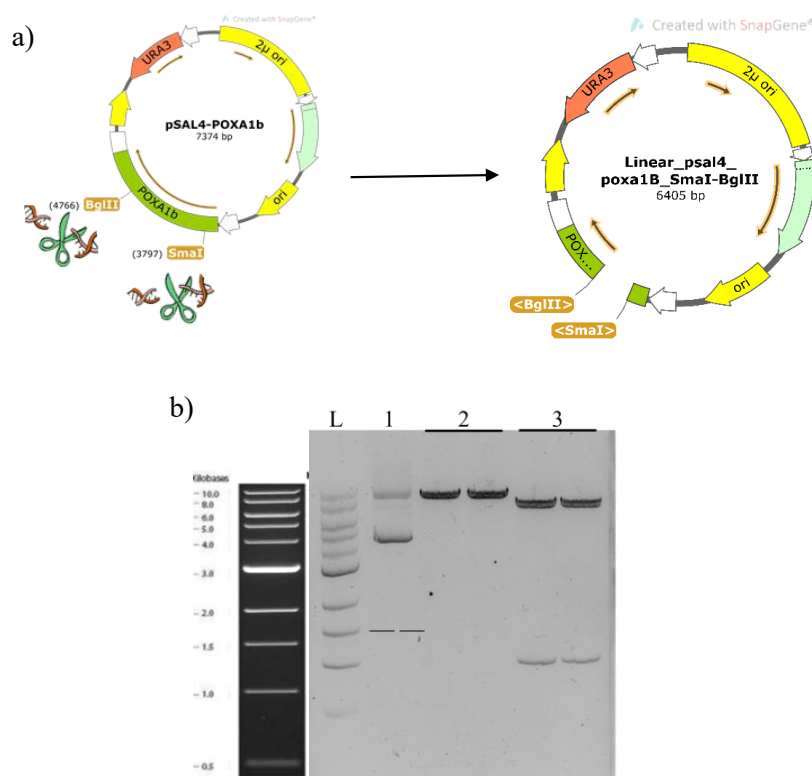 a)
Created with SnapGene®
URA3
2μ ori
pSAL4-POXA1b
7374 bp
POXA1b
ori
(4766) BglII
(3797) SmaI
Created with SnapGene®
URA3
2μ ori
Linear_psal4_
poxa1B_SmaI-BglII
6405 bp
POX...
ori
<BglII>
<SmaI>
b)
L 1 2 3
Kilobases
10.0
8.0
6.0
5.0
4.0
3.0
2.0
1.5
1.0
0.5